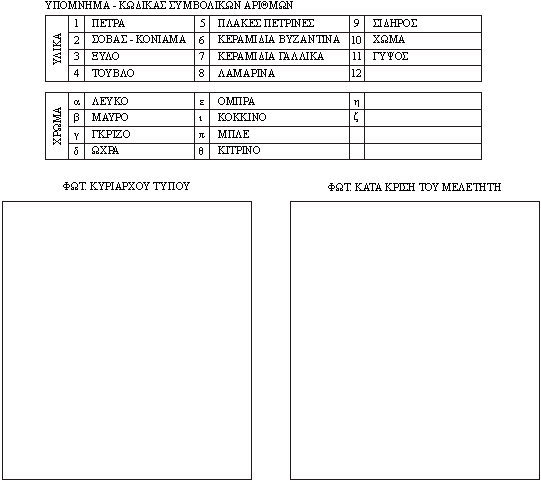 ΥΠΟΜΝΗΜΑ - ΚΩΔΙΚΑΣ ΣΥΜΒΟΛΙΚΩΝ ΑΡΙΘΜΩΝ
ΥΛΙΚΑ
1 ΠΕΤΡΑ 5 ΠΛΑΚΕΣ ΠΕΤΡΙΝΕΣ 9 ΣΙΔΗΡΟΣ
2 ΣΟΒΑΣ - ΚΟΝΙΑΜΑ 6 ΚΕΡΑΜΙΔΙΑ ΒΥΖΑΝΤΙΝΑ 10 ΧΩΜΑ
3 ΞΥΛΟ 7 ΚΕΡΑΜΙΔΙΑ ΓΑΛΛΙΚΑ 11 ΓΥΨΟΣ
4 ΤΟΥΒΛΟ 8 ΛΑΜΑΡΙΝΑ 12
ΧΡΩΜΑ
α ΛΕΥΚΟ ε ΟΜΠΡΑ η
β ΜΑΥΡΟ ι ΚΟΚΚΙΝΟ ζ
γ ΓΚΡΙΖΟ π ΜΠΛΕ
δ ΩΧΡΑ θ ΚΙΤΡΙΝΟ
ΦΩΤ. ΚΥΡΙΑΡΧΟΥ ΤΥΠΟΥ
ΦΩΤ. ΚΑΤΑ ΚΡΙΣΗ ΤΟΥ ΜΕΛΕΤΗΤΗ